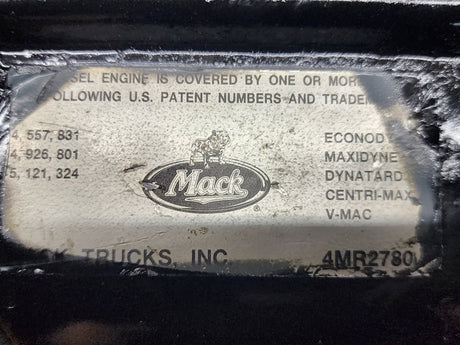 SEL ENGINE IS COVERED BY ONE OR MOR
OLLOWING U.S. PATENT NUMBERS AND TRADEM
4, 557, 831
4, 926, 801
5, 121, 324
Mack
®
ECONODY
MAXIDYNE
DYNATARD
CENTRI-MAX
V-MAC
K TRUCKS, INC
4MR2780